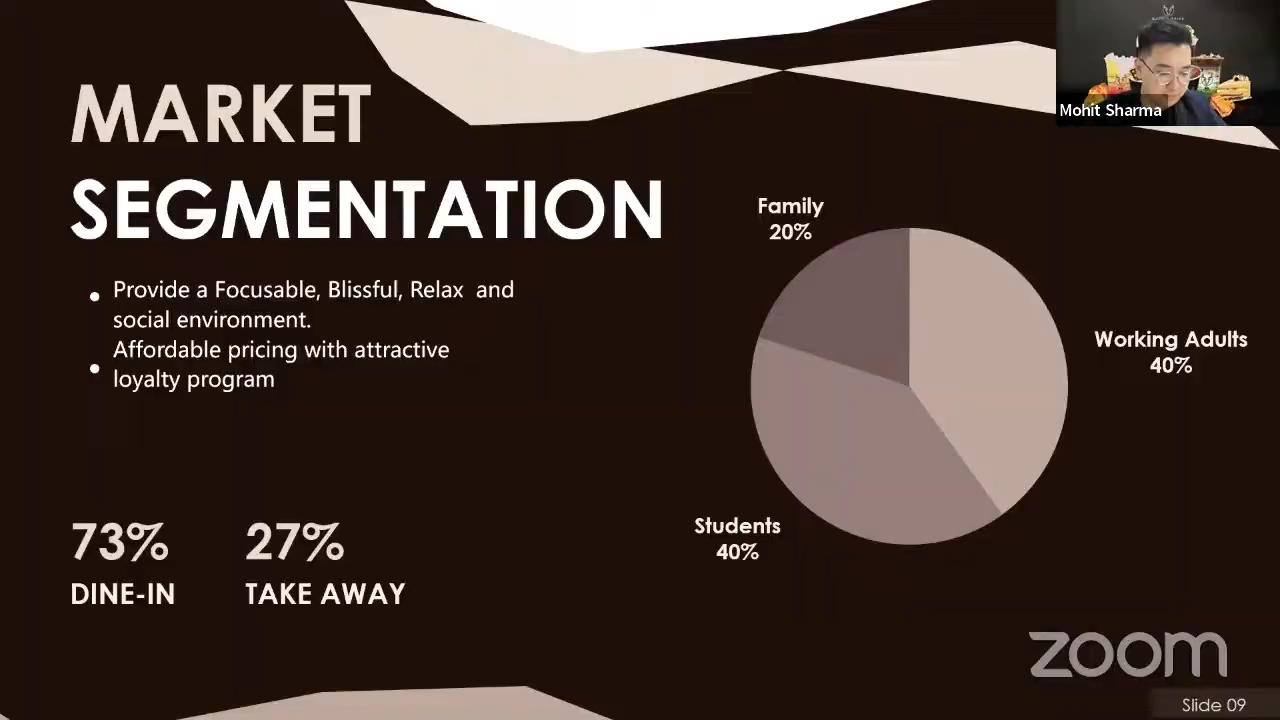 MARKET
SEGMENTATION
Provide a Focusable, Blissful, Relax  and
social environment.
Affordable pricing with attractive
loyalty program
73%
DINE-IN
27%
TAKE AWAY
Family
20%
Working Adults
40%
Students
40%
Mohit Sharma
zoom
Slide 09